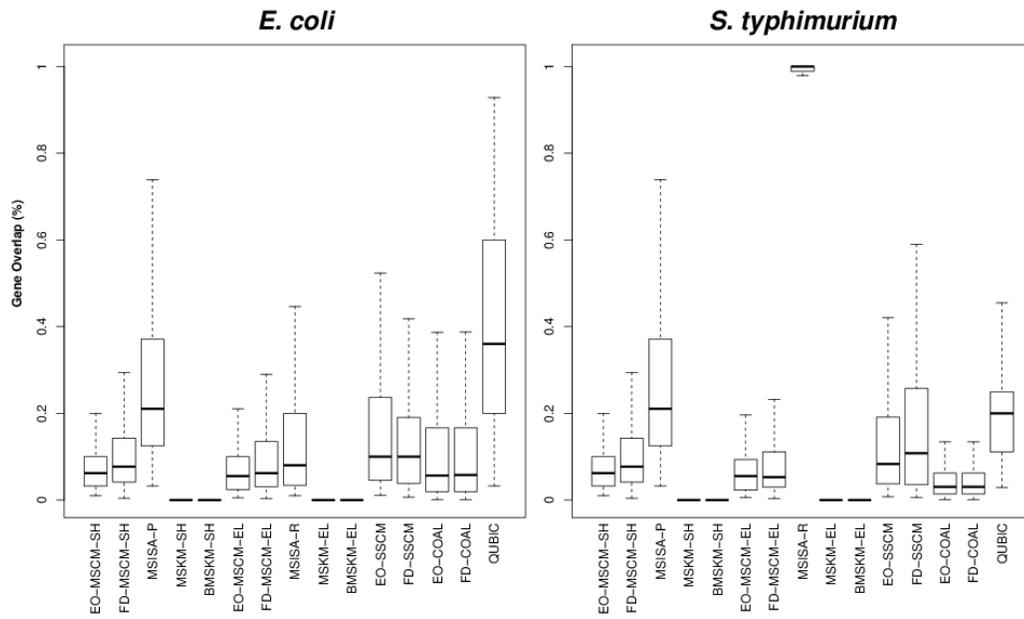 E. coli
S. typhimurium
Gene Overlap (%)
1
0.8
0.6
0.4
0.2
0
EO−MSCM−SH
FD−MSCM−SH
MSISA−P
MSKM−SH
BMSKM−SH
EO−MSCM−EL
FD−MSCM−EL
MSISA−R
MSKM−EL
BMSKM−EL
EO−SSCM
FD−SSCM
EO−COAL
FD−COAL
QUBIC
1
0.8
0.6
0.4
0.2
0
EO−MSCM−SH
FD−MSCM−SH
MSISA−P
MSKM−SH
BMSKM−SH
EO−MSCM−EL
FD−MSCM−EL
MSISA−R
MSKM−EL
BMSKM−EL
EO−SSCM
FD−SSCM
EO−COAL
FD−COAL
QUBIC